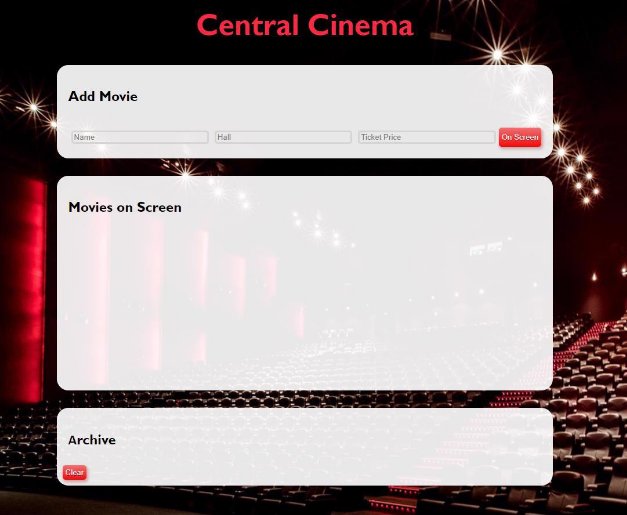 Central Cinema
Add Movie
Name Hall Ticket Price On Screen
Movies on Screen
Archive
Clear